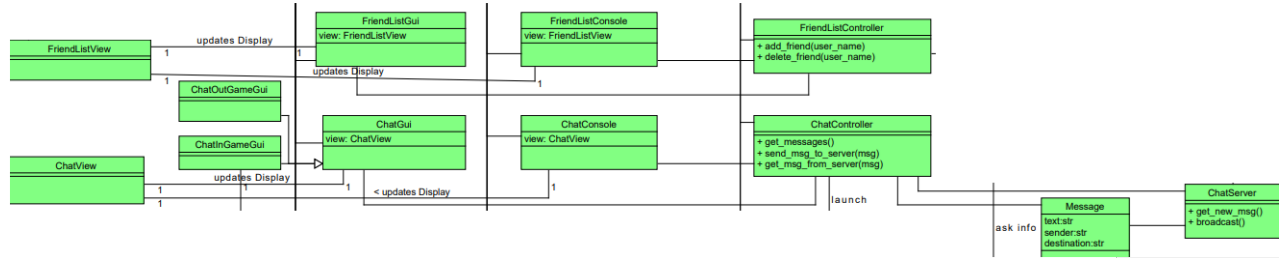 FriendListGui
view: FriendListView
FriendListConsole
view: FriendListView
FriendListController
+ add_friend(user_name)
+ delete_friend(user_name)
FriendListView
updates Display
1
1
updates Display
1
1
ChatOutGameGui
ChatInGameGui
ChatGui
view: ChatView
ChatConsole
view: ChatView
ChatController
+ get_messages()
+ send_msg_to_server(msg)
+ get_msg_from_server(msg)
ChatView
updates Display
1
1
1
< updates Display
1
1
launch
ask info
Message
text:str
sender:str
destination:str
ChatServer
+ get_new_msg()
+ broadcast()